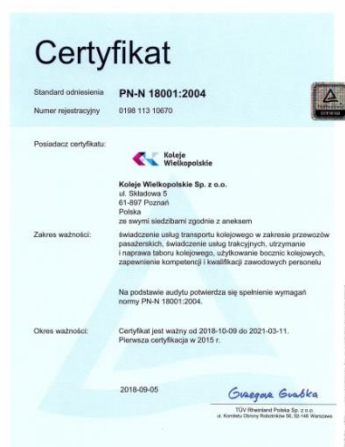 Certyfikat
Standard odniesienia PN-N 18001:2004
Numer rejestracyjny 0198 113 10670
Posiadacz certyfikatu:
Koleje
Wielkopolskie
Koleje Wielkopolskie Sp. z o.o.
ul. Składowa 5
61-897 Poznań
Polska
ze swymi siedzibami zgodnie z aneksem
Zakres ważności: świadczenie usług transportu kolejowego w zakresie przewozów
pasażerskich, świadczenie usług trakcyjnych, utrzymanie
i naprawa taboru kolejowego, użytkowanie bocznic kolejowych,
zapewnienie kompetencji i kwalifikacji zawodowych personelu
Na podstawie audytu potwierdza się spełnienie wymagań
normy PN-N 18001:2004.
Okres ważności: Certyfikat jest ważny od 2018-10-09 do 2021-03-11.
Pierwsza certyfikacja w 2015 r.
2018-09-05
TÜV Rheinland Polska Sp. z o.o.